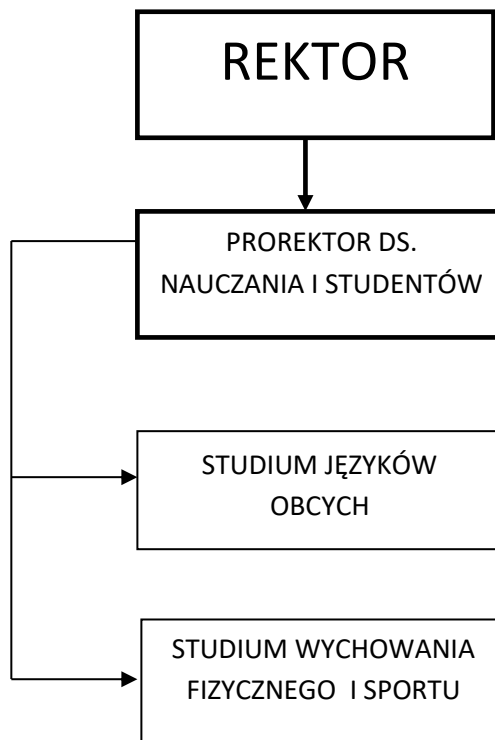 REKTOR
PROREKTOR DS.
NAUCZANIA I STUDENTÓW
STUDIUM JĘZYKÓW
OBCYCH
STUDIUM WYCHOWANIA
FIZYCZNEGO I SPORTU